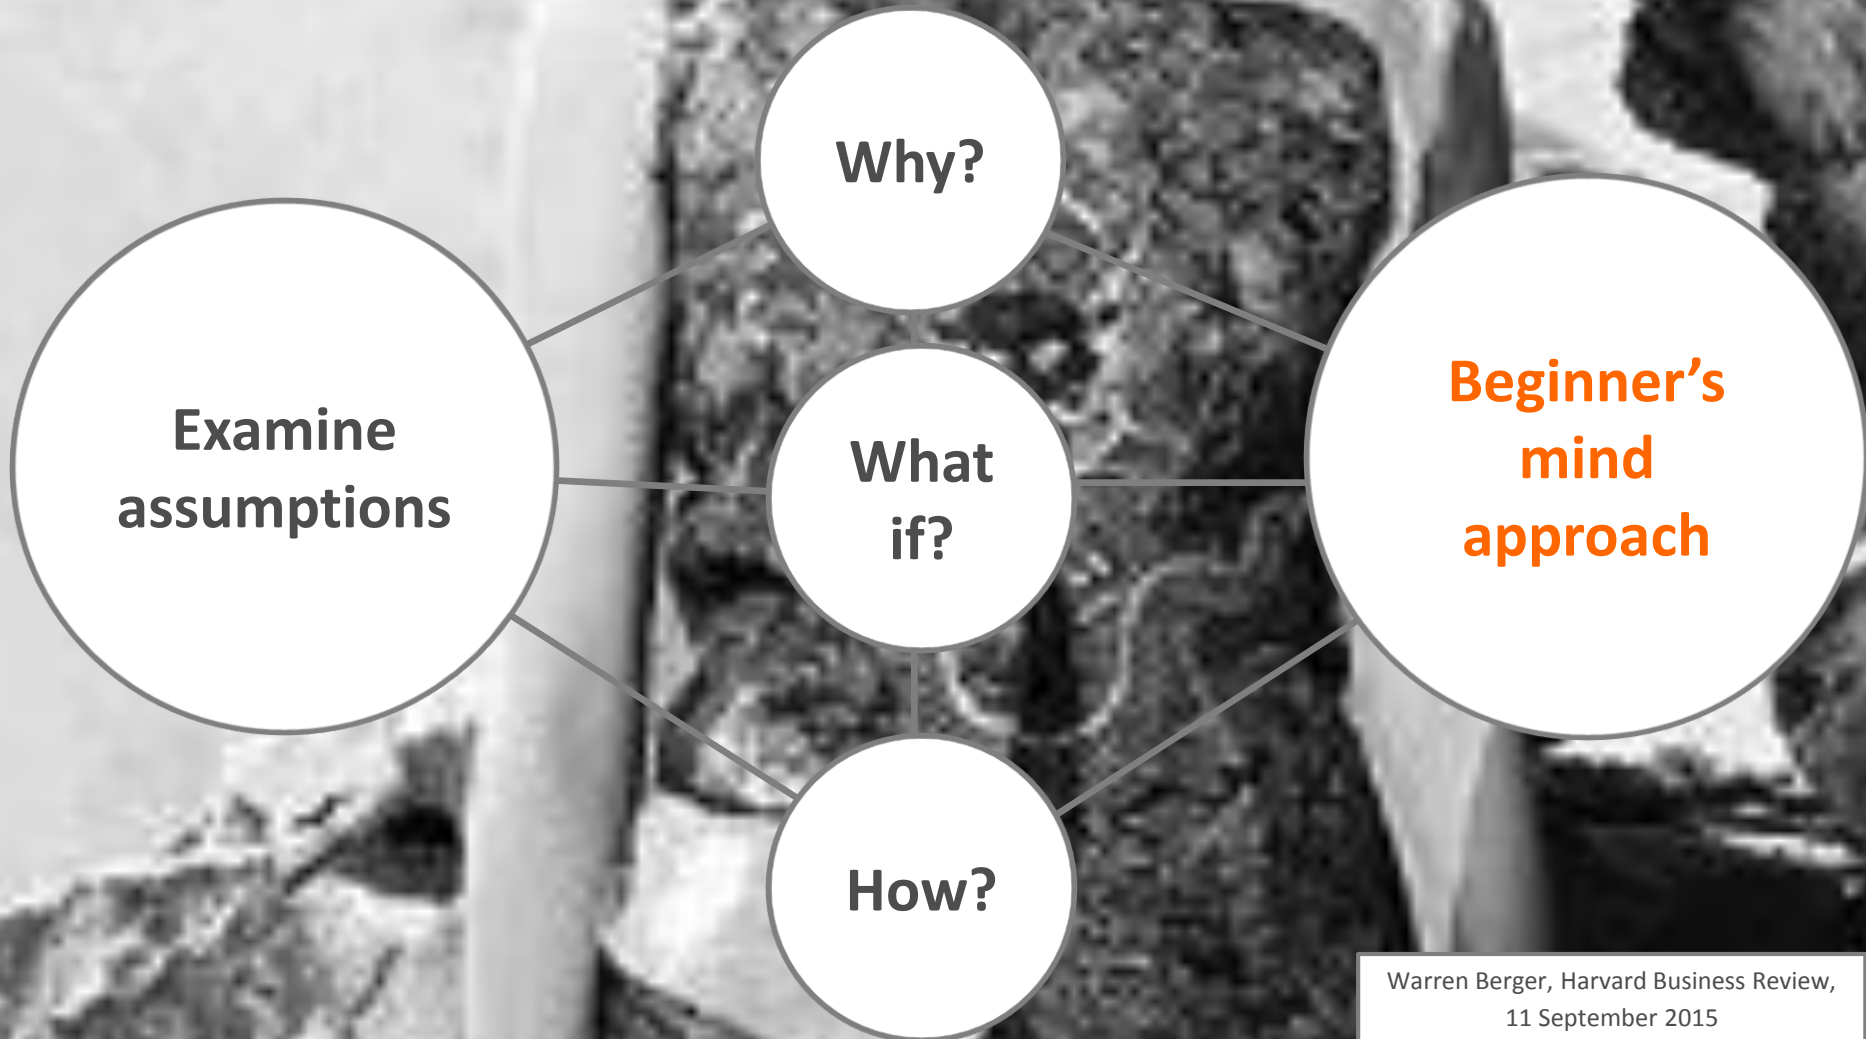 Why?
Examine
assumptions
What
if?
Beginner’s
mind
approach
How?
Warren Berger, Harvard Business Review,
11 September 2015